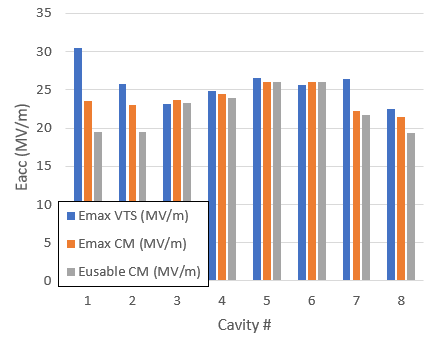 35
30
25
20
15
10
5
0
Eacc (MV/m)
Emax VTS (MV/m)
Emax CM (MV/m)
Eusable CM (MV/m)
1 2 3 4 5 6 7 8
Cavity #